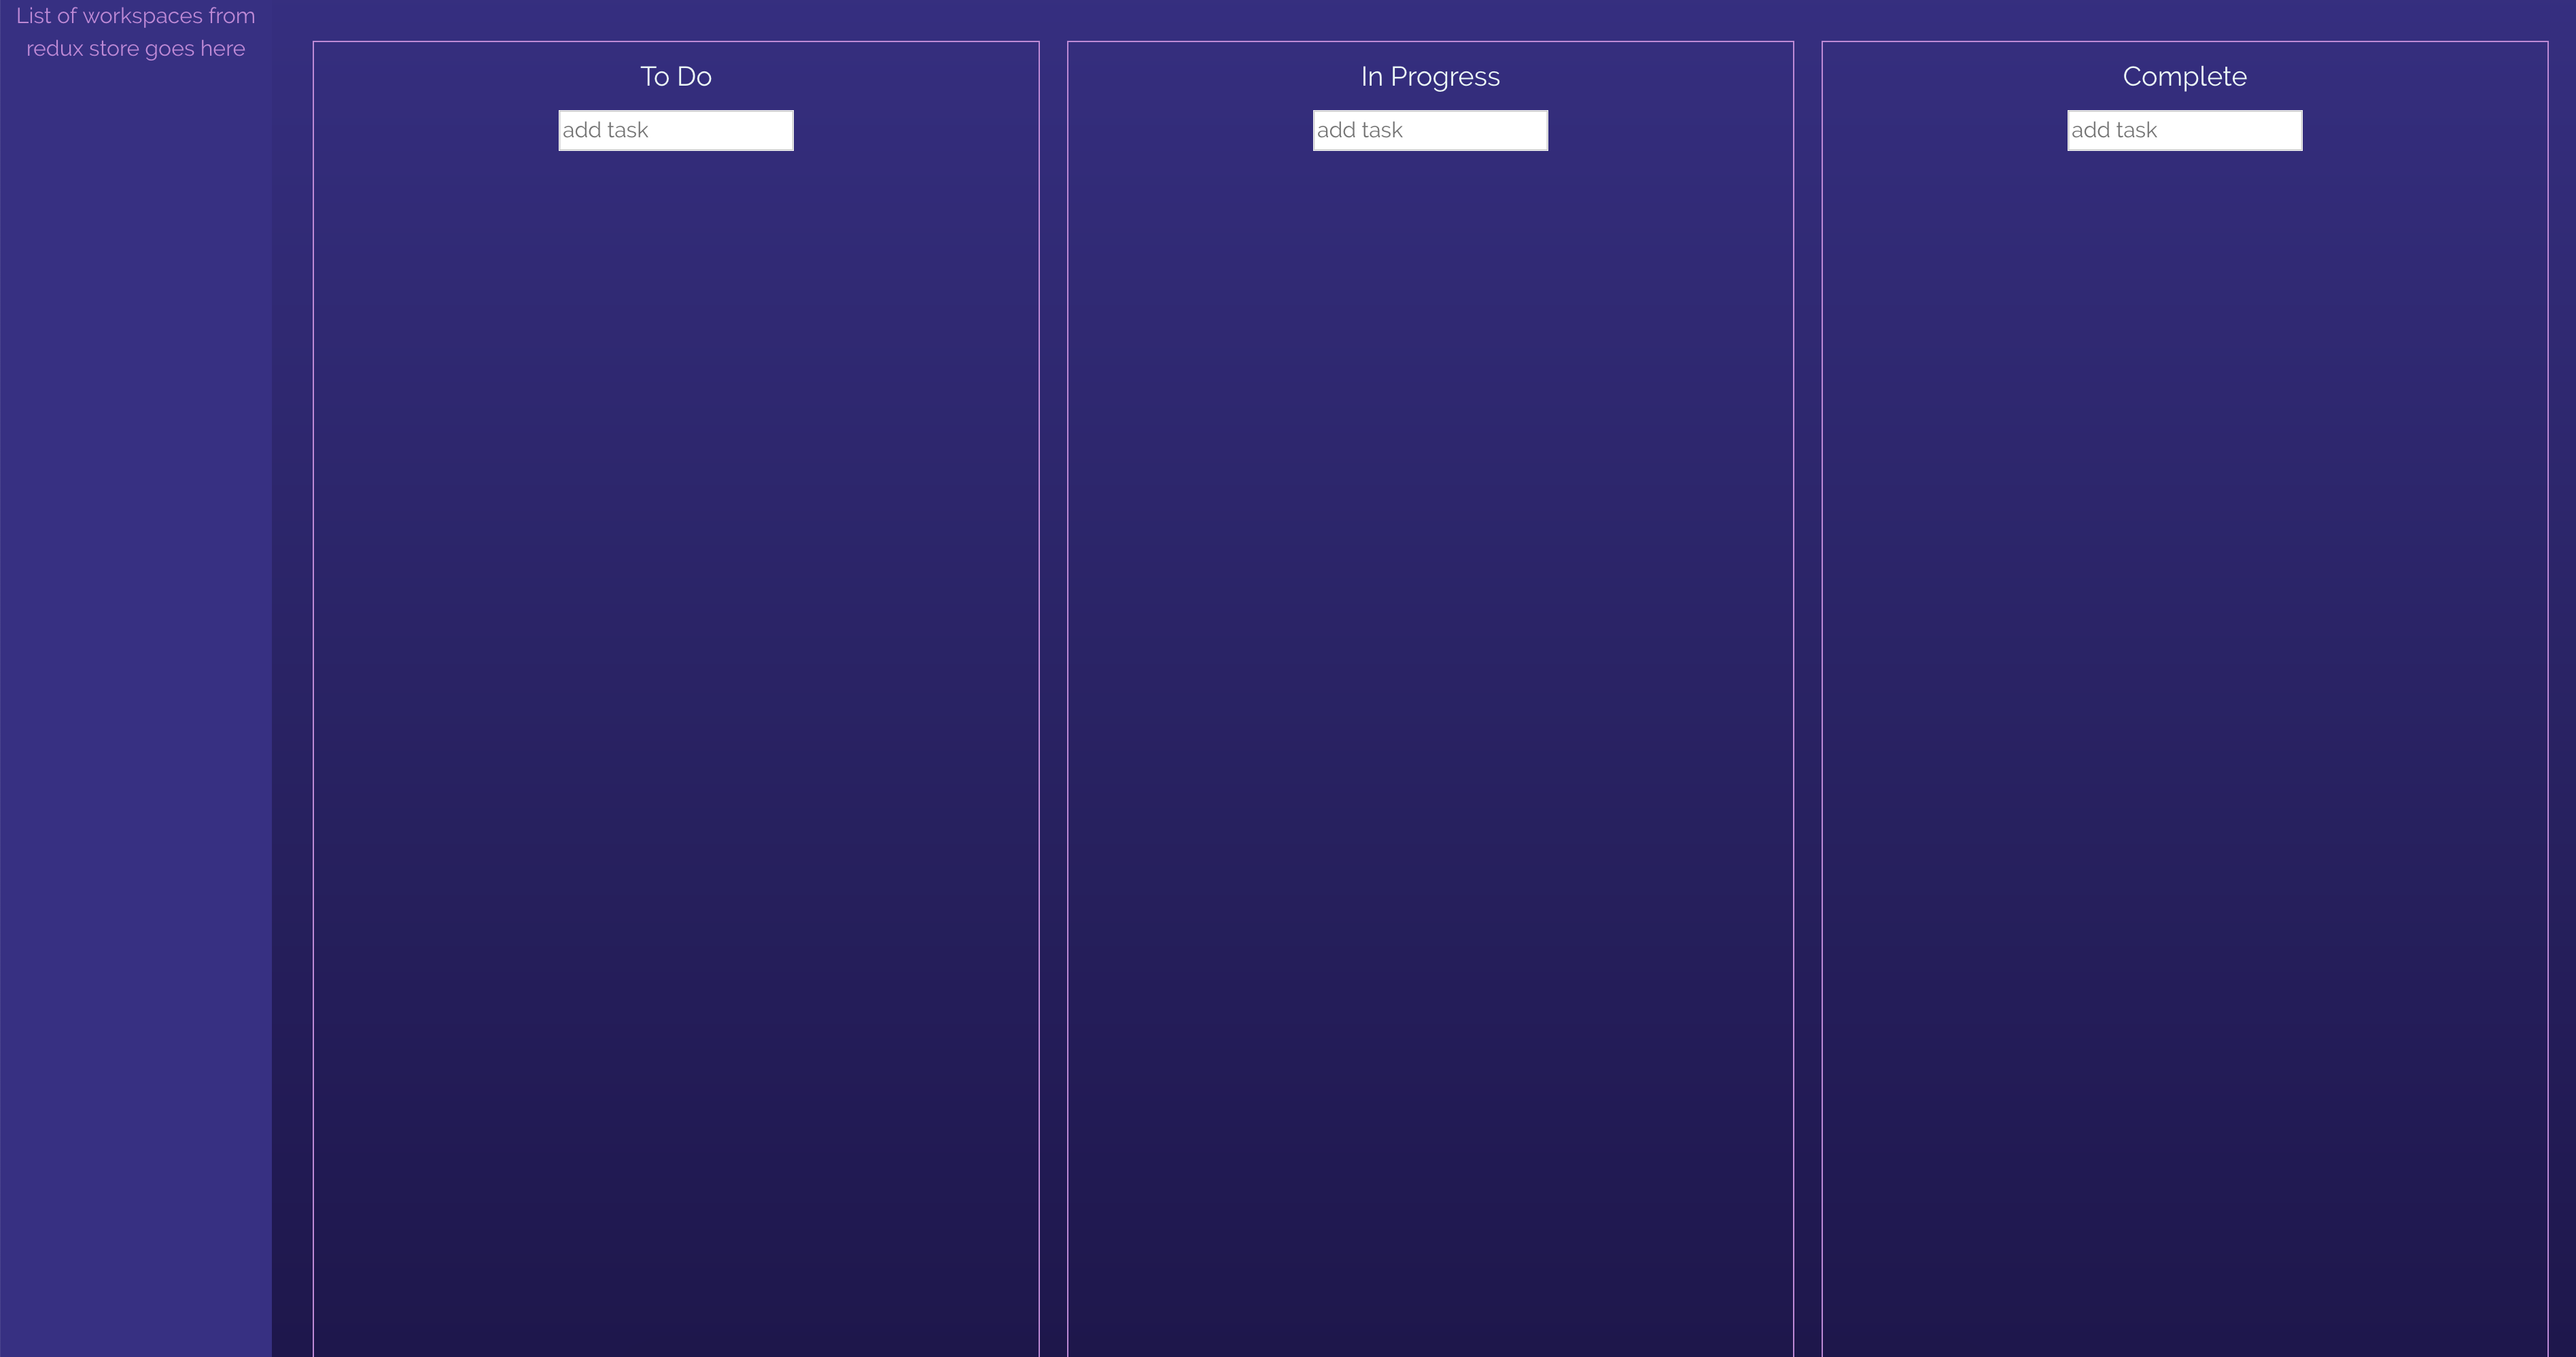 List of workspaces from
redux store goes here
To Do
add task
In Progress
add task
Complete
add task